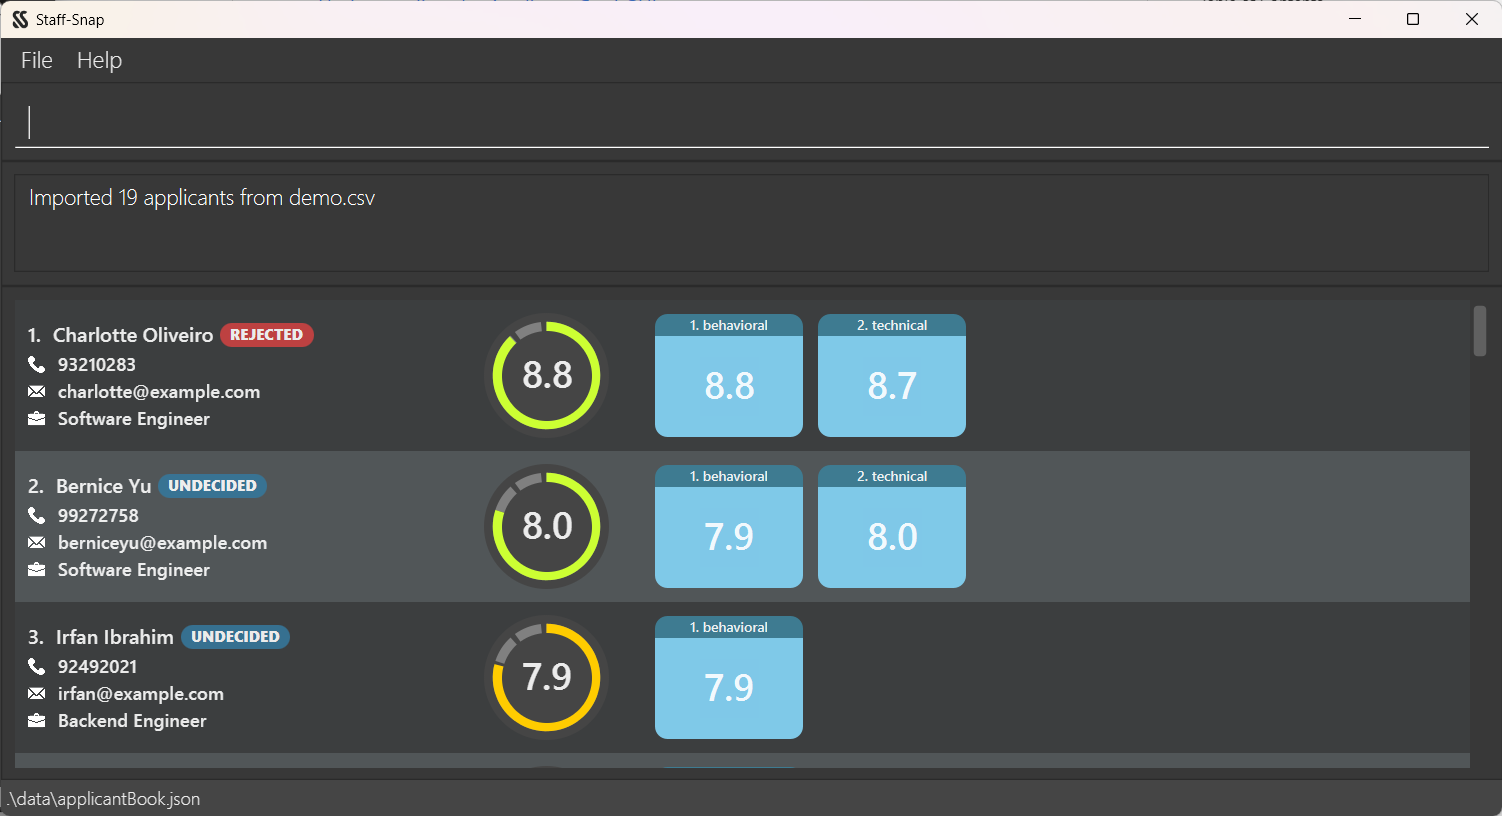 Staff-Snap
File Help
Imported 19 applicants from demo.csv
1. Charlotte Oliveiro REJECTED
93210283
charlotte@example.com
Software Engineer
8.8
1. behavioral
8.8
2. technical
8.7
2. Bernice Yu UNDECIDED
99272758
berniceyu@example.com
Software Engineer
8.0
1. behavioral
7.9
2. technical
8.0
3. Irfan Ibrahim UNDECIDED
92492021
irfan@example.com
Backend Engineer
7.9
1. behavioral
7.9
.\data\applicantBook.json